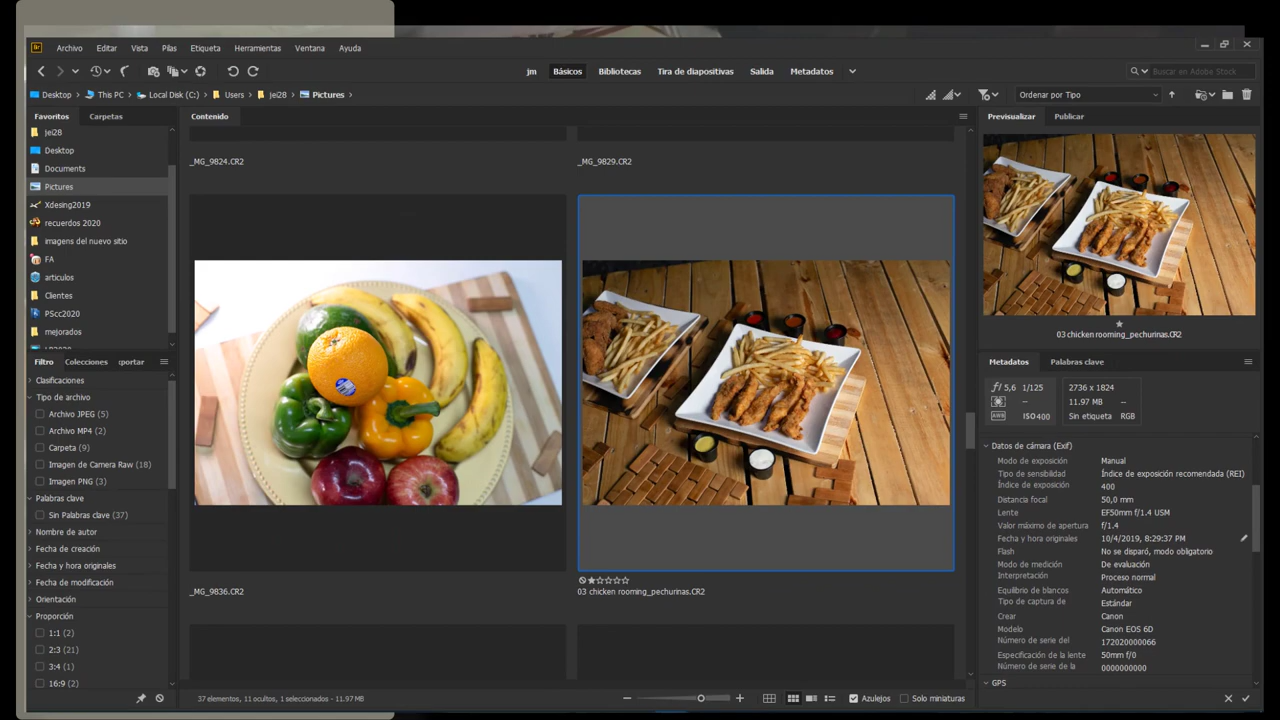 Br Archivo Editar Vista Pilas Etiqueta Herramientas Ventana Ayuda
jm Básicos Bibliotecas Tira de diapositivas Salida Metadatos
Buscar en Adobe Stock
Desktop This PC Local Disk (C:) Users jei28 Pictures
Ordenar por Tipo
Favoritos Carpetas
jei28
Desktop
Documents
Pictures
Xdesing2019
recuerdos 2020
imagenes del nuevo sitio
FA
articulos
Clientes
PScc2020
mejorados
Filtro Colecciones portar
Clasificaciones
Tipo de archivo
Archivo JPEG (5)
Archivo MP4 (2)
Carpeta (9)
Imagen de Camera Raw (18)
Imagen PNG (3)
Palabras clave
Sin Palabras clave (37)
Nombre de autor
Fecha de creación
Fecha y hora originales
Fecha de modificación
Orientación
Proporción
1:1 (2)
2:3 (21)
3:4 (1)
16:9 (2)
Contenido
_MG_9824.CR2
_MG_9829.CR2
_MG_9836.CR2
03 chicken rooming_pechurinas.CR2
37 elementos, 11 ocultos, 1 seleccionados - 11.97 MB
Azulejos Solo miniaturas
Previsualizar Publicar
03 chicken rooming_pechurinas.CR2
Metadatos Palabras clave
f/ 5,6 1/125
--
AWB ISO400
2736 x 1824
11.97 MB --
Sin etiqueta RGB
Datos de cámara (Exif)
Modo de exposición Manual
Tipo de sensibilidad Índice de exposición recomendada (REI)
Índice de exposición 400
Distancia focal 50,0 mm
Lente EF50mm f/1.4 USM
Valor máximo de apertura f/1.4
Fecha y hora originales 10/4/2019, 8:29:37 PM
Flash No se disparó, modo obligatorio
Modo de medición De evaluación
Interpretación Proceso normal
Equilibrio de blancos Automático
Tipo de captura de Estándar
Crear Canon
Modelo Canon EOS 6D
Número de serie del 172020000066
Especificación de la lente 50mm f/0
Número de serie de la 0000000000
GPS